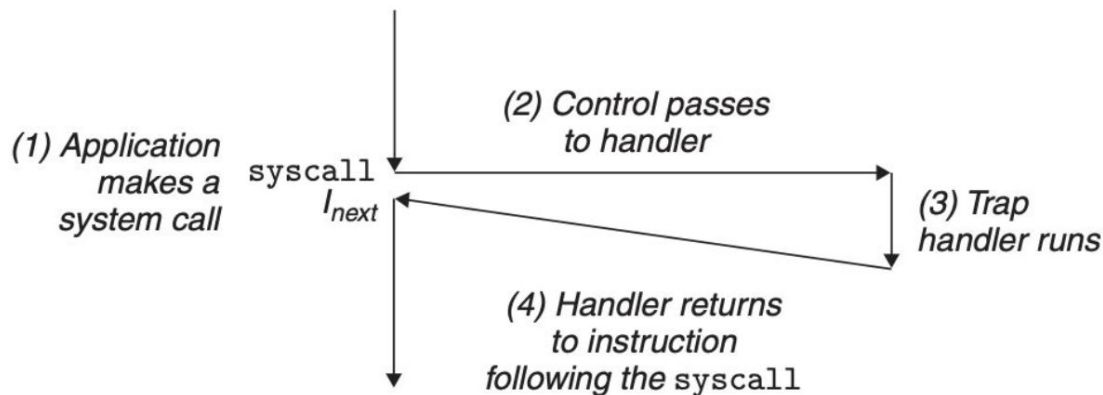 (1) Application
makes a
system call
syscall
Inext
(2) Control passes
to handler
(3) Trap
handler runs
(4) Handler returns
to instruction
following the syscall